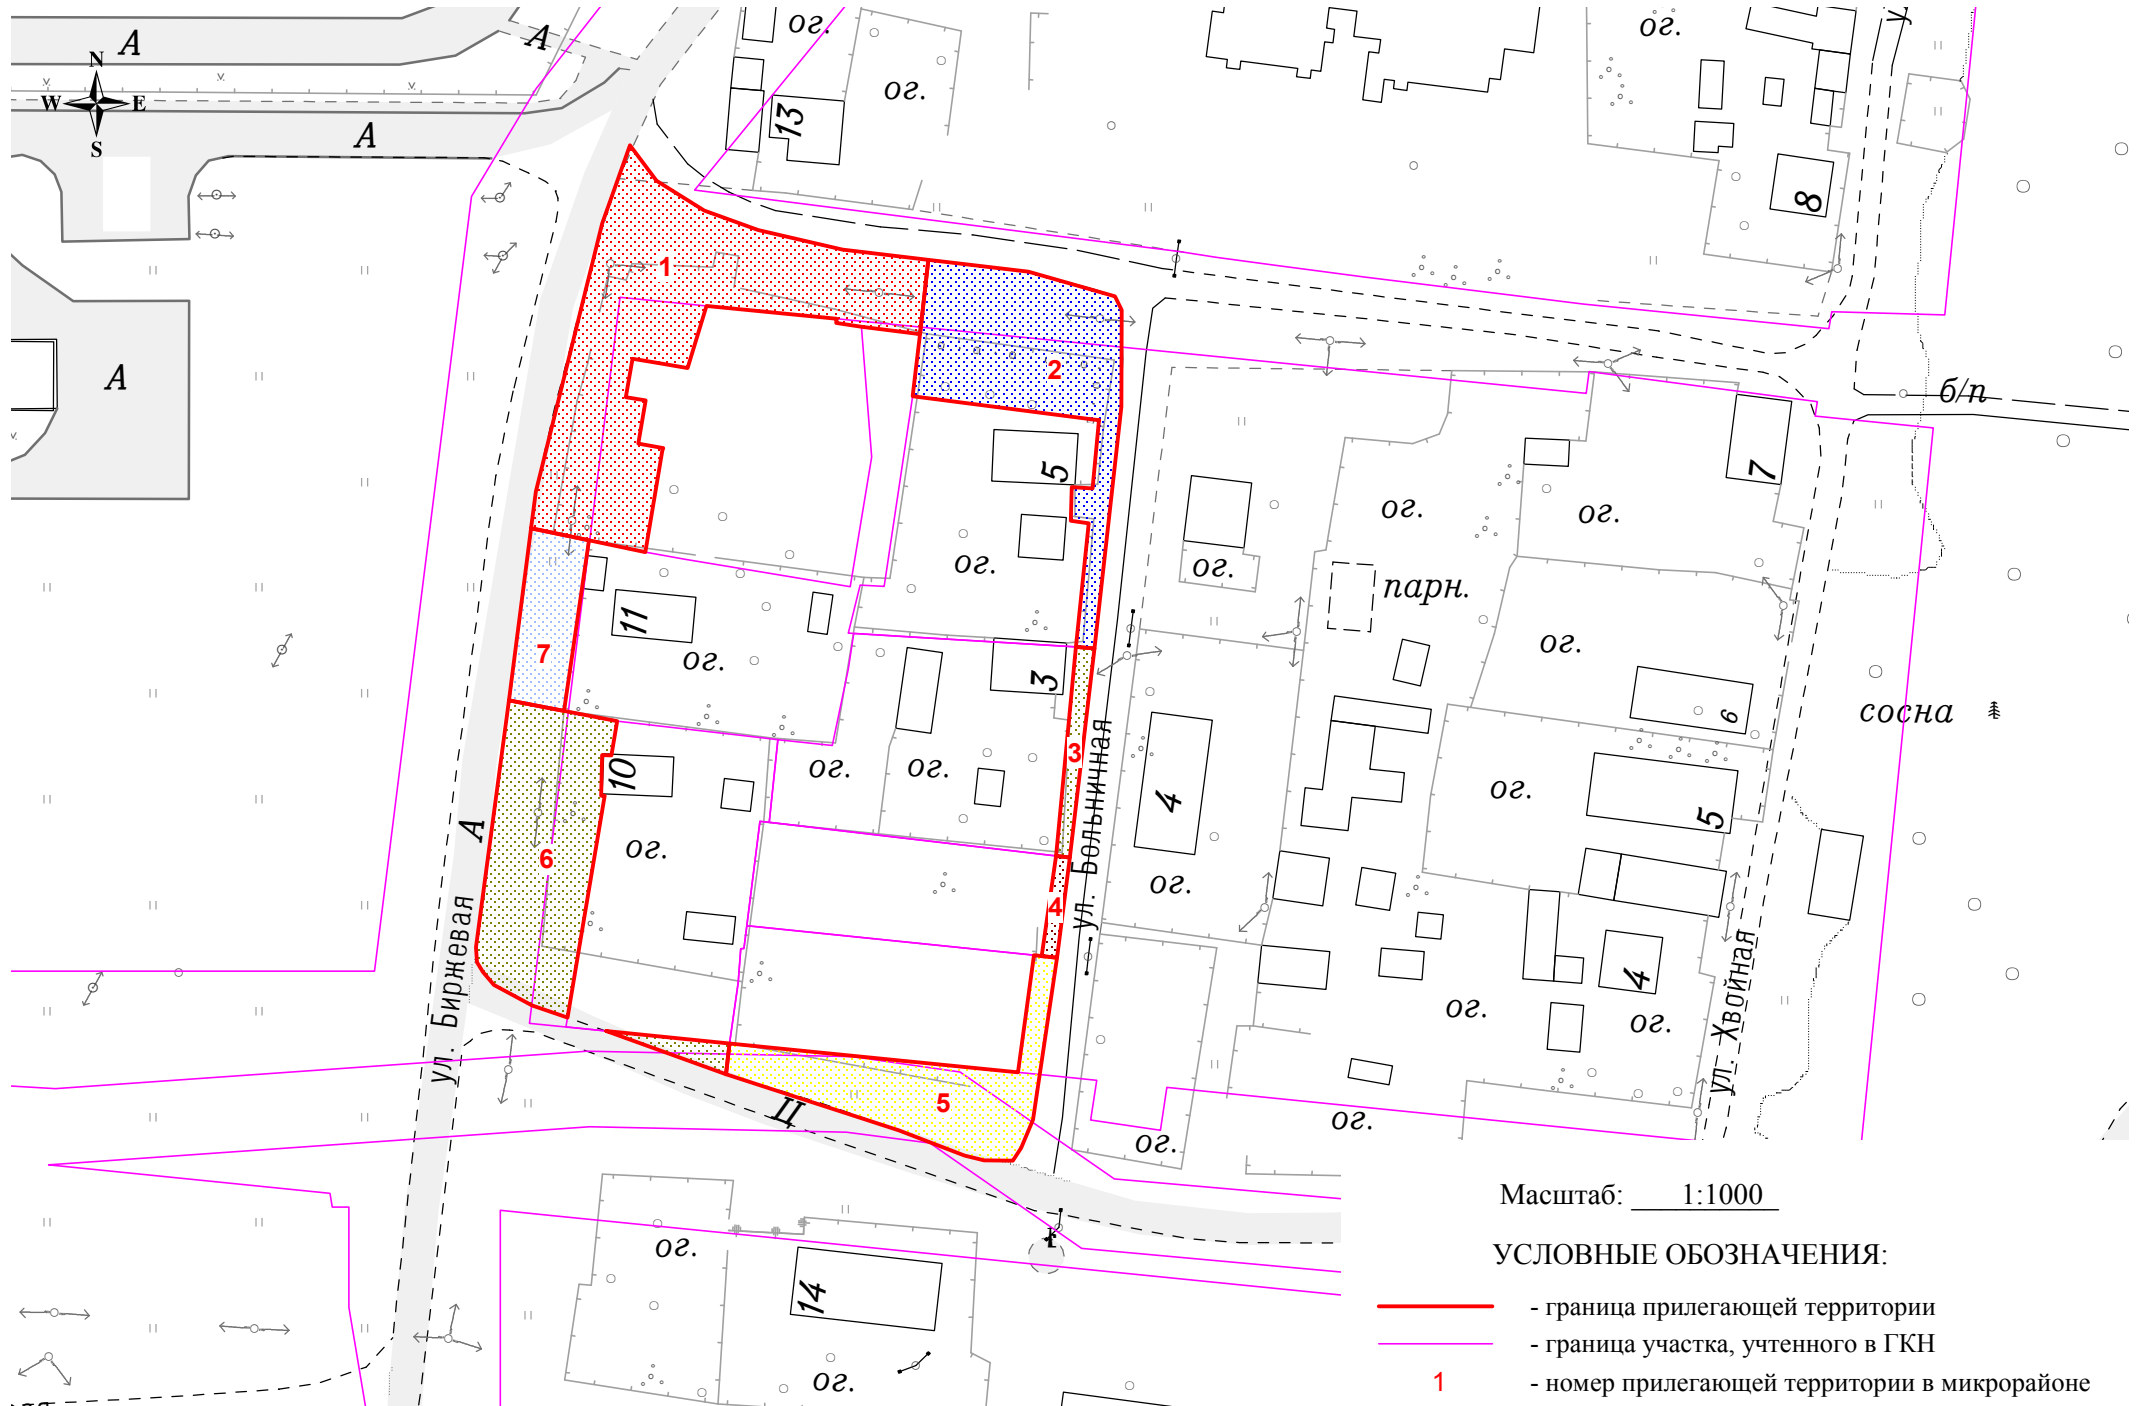 А
А
ог.
ог.
N
W E
S
А
13
ог.
8
1
2
А
б/п
5
7
ог.
ог.
ог.
ог.
парн.
11
ог.
7
ог.
3
6
сосна
3
10
ог.
ог.
4
ог.
5
А
6
ог.
ог.
4
ул. Больничная
ул. Биржевая
ул. Хвойная
4
ог.
ог.
5
Ц
ог.
ог.
ог.
14
ог.
Масштаб: 1:1000
УСЛОВНЫЕ ОБОЗНАЧЕНИЯ:
- граница прилегающей территории
- граница участка, учтенного в ГКН
1 - номер прилегающей территории в микрорайоне